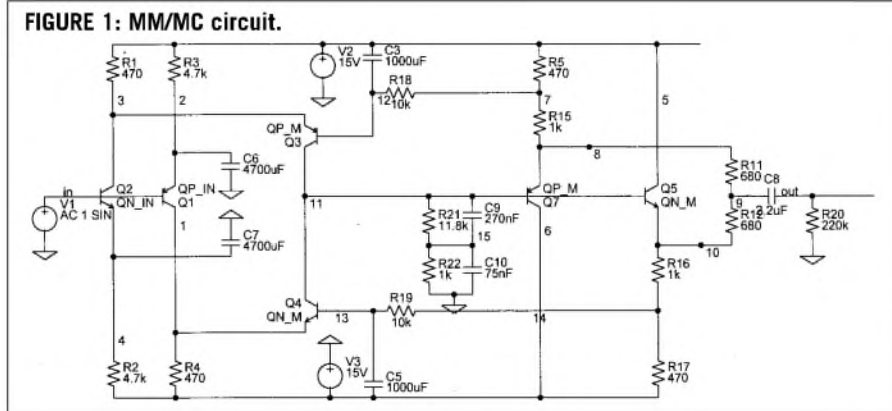 FIGURE 1: MM/MC circuit.
R1
470
R3
4.7k
V2
15V
C3
1000uF
R5
470
3
2
R18
10k
12
7
5
R15
1k
QP_M
Q3
8
C6
4700uF
R11
680
C8
2.2uF
out
in
V1
AC 1 SIN
Q2
QN_IN
QP_IN
Q1
11
QP_M
Q7
Q5
QN_M
9
R12
680
R20
220k
1
C7
4700uF
R21
11.8k
C9
270nF
15
6
10
R22
1k
C10
75nF
R16
1k
Q4
QN_M
13
R19
10k
14
4
R2
4.7k
R4
470
V3
15V
C5
1000uF
R17
470